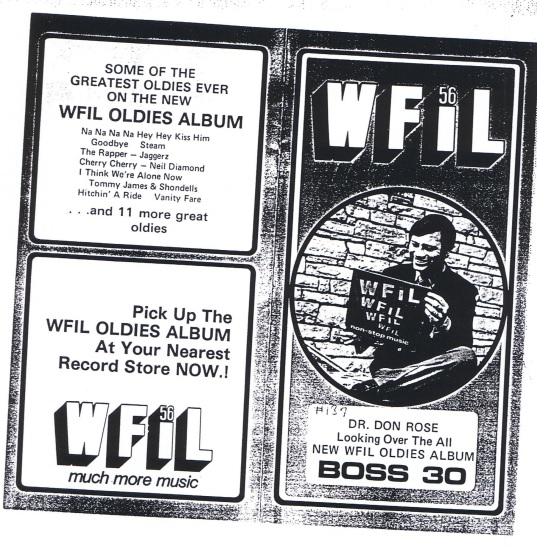 SOME OF THE
GREATEST OLDIES EVER
ON THE NEW
WFIL OLDIES ALBUM
Na Na Na Na Hey Hey Kiss Him
Goodbye Steam
The Rapper – Jaggerz
Cherry Cherry – Neil Diamond
I Think We're Alone Now
Tommy James & Shondells
Hitchin' A Ride Vanity Fare
. . .and 11 more great
oldies
Pick Up The
WFIL OLDIES ALBUM
At Your Nearest
Record Store NOW.!
56
WFiL
much more music
56
WFiL
WFiL
WFiL
WFiL
WFiL
non-stop music
#137
DR. DON ROSE
Looking Over The All
NEW WFIL OLDIES ALBUM
BOSS 30